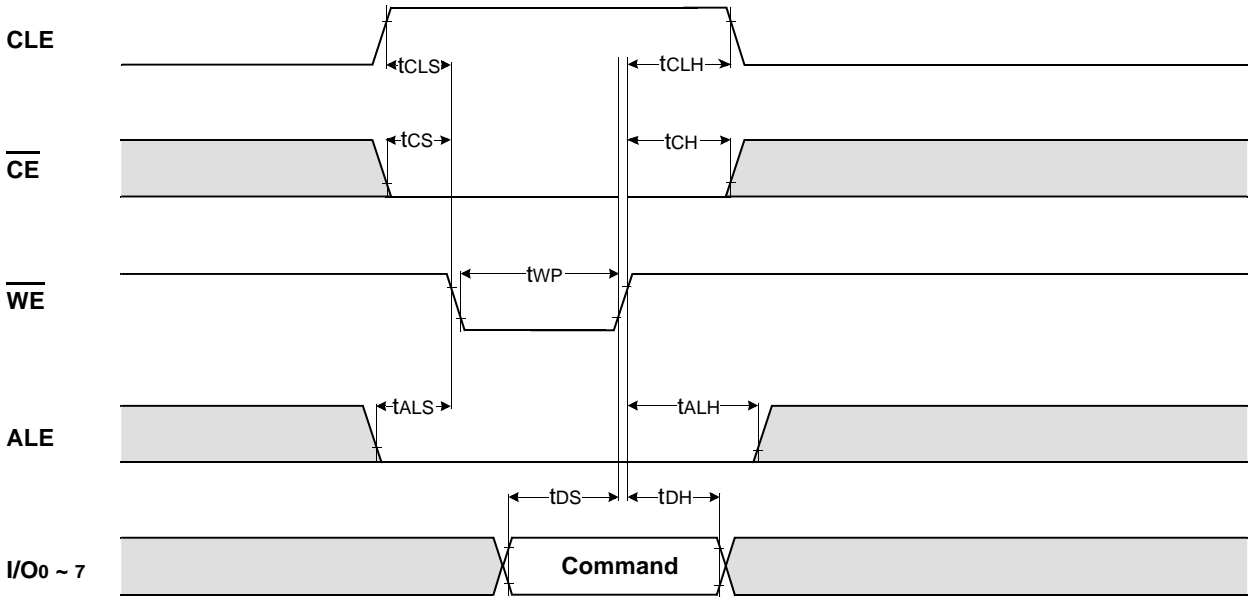 CLE
tCLS
tCLH
CE
tCS
tCH
WE
tWP
ALE
tALS
tALH
tDS
tDH
I/O0 ~ 7
Command